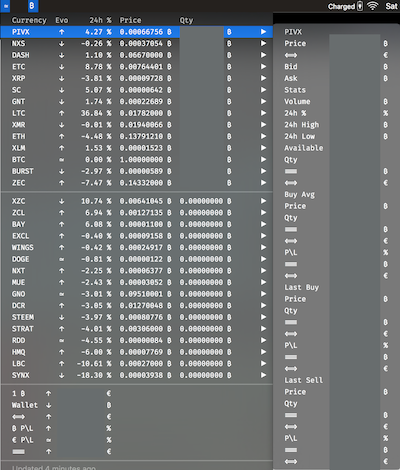 B Charged Sat
Currency Evo 24h % Price Qty
PIVX ↑ 4.27 % 0.00066756 B
NXS ↓ -0.26 % 0.00037054 B
DASH ↓ 1.10 % 0.06670000 B
ETC ↑ 8.78 % 0.00764401 B
XRP ↑ -3.81 % 0.00009728 B
SC ↓ 5.07 % 0.00000642 B
GNT ↓ 1.74 % 0.00022689 B
LTC ↑ 36.84 % 0.01782000 B
XMR ↓ -0.01 % 0.01940066 B
ETH ↑ -4.48 % 0.13791210 B
XLM ↑ 1.53 % 0.00001523 B
BTC ≃ 0.00 % 1.00000000 B
BURST ↓ -2.97 % 0.00000589 B
ZEC ↑ -7.47 % 0.14332000 B
XZC ↓ 10.74 % 0.00641045 B 0.00000000 B
ZCL ↑ 6.94 % 0.00127135 B 0.00000000 B
BAY ↑ 6.08 % 0.00001100 B 0.00000000 B
EXCL ↑ -0.40 % 0.00009158 B 0.00000000 B
WINGS ↑ -0.42 % 0.00024917 B 0.00000000 B
DOGE ≃ -0.81 % 0.00000122 B 0.00000000 B
NXT ↑ -2.25 % 0.00006377 B 0.00000000 B
MUE ↑ -2.43 % 0.00003052 B 0.00000000 B
GNO ≃ -3.01 % 0.09510001 B 0.00000000 B
DCR ↑ -3.05 % 0.01270048 B 0.00000000 B
STEEM ↓ -3.97 % 0.00080776 B 0.00000000 B
STRAT ↑ -4.01 % 0.00306000 B 0.00000000 B
RDD ≃ -4.55 % 0.00000084 B 0.00000000 B
HMQ ↑ -6.00 % 0.00007769 B 0.00000000 B
LBC ↑ -10.61 % 0.00027000 B 0.00000000 B
SYNX ↑ -18.30 % 0.00003938 B 0.00000000 B
1 B ↑ €
Wallet ↓ B
⟺ ↑ €
B P\L ≃ %
€ P\L ↑ %
Updated 4 minutes ago
PIVX
Price B
⟺ €
Bid B
Ask B
Stats
Volume B
24h % %
24h High B
24h Low B
Available
Qty
== B
⟺ €
Buy Avg
Price B
Qty
== B
⟺ €
P\L %
Last Buy
Price B
Qty
== B
⟺ €
P\L %
== B
⟺ €
Last Sell
Price B
Qty
== B
⟺ €
P\L %
== B
⟺ €